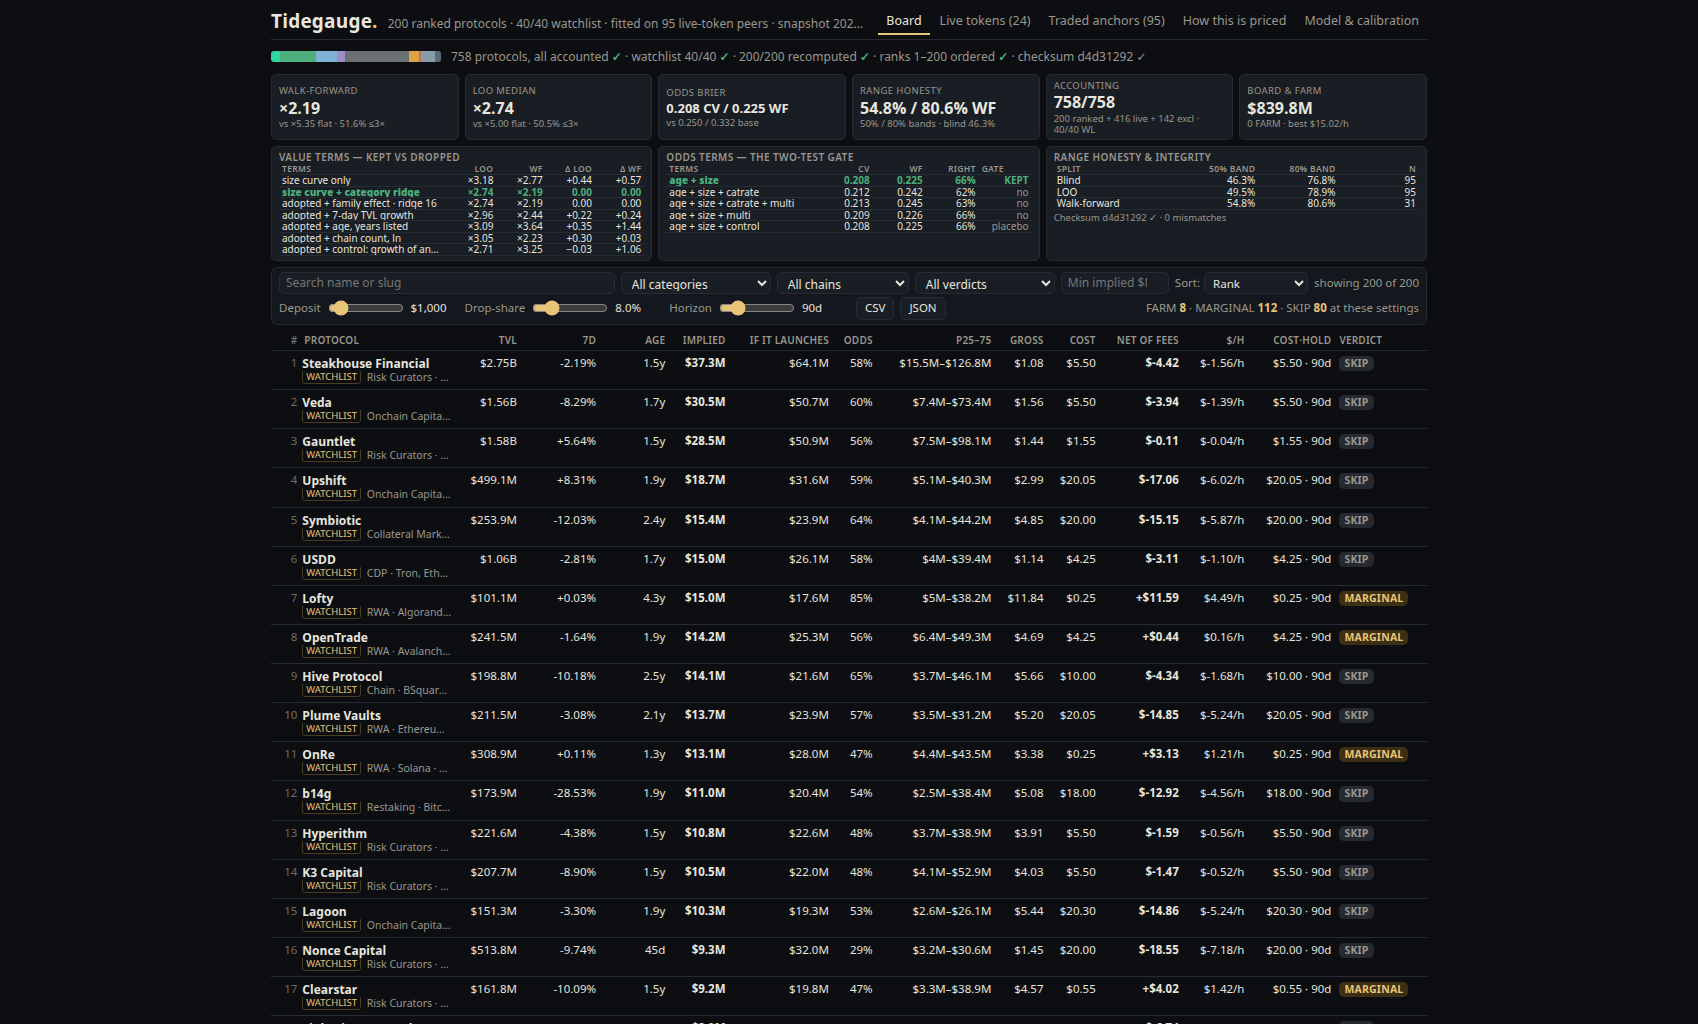 Tidegauge. 200 ranked protocols · 40/40 watchlist · fitted on 95 live-token peers · snapshot 202... Board Live tokens (24) Traded anchors (95) How this is priced Model & calibration
758 protocols, all accounted ✓ · watchlist 40/40 ✓ · 200/200 recomputed ✓ · ranks 1–200 ordered ✓ · checksum d4d31292 ✓
WALK-FORWARD
×2.19
vs ×5.35 flat · 51.6% ≤3×
LOO MEDIAN
×2.74
vs ×5.00 flat · 50.5% ≤3×
ODDS BRIER
0.208 CV / 0.225 WF
vs 0.250 / 0.332 base
RANGE HONESTY
54.8% / 80.6% WF
50% / 80% bands · blind 46.3%
ACCOUNTING
758/758
200 ranked + 416 live + 142 excl ·
40/40 WL
BOARD & FARM
$839.8M
0 FARM · best $15.02/h
VALUE TERMS — KEPT VS DROPPED
TERMS LOO WF Δ LOO Δ WF
size curve only ×3.18 ×2.77 +0.44 +0.57
size curve + category ridge ×2.74 ×2.19 0.00 0.00
adopted + family effect · ridge 16 ×2.74 ×2.19 0.00 0.00
adopted + 7-day TVL growth ×2.96 ×2.44 +0.22 +0.24
adopted + age, years listed ×3.09 ×3.64 +0.35 +1.44
adopted + chain count, ln ×3.05 ×2.23 +0.30 +0.03
adopted + control: growth of an... ×2.71 ×3.25 −0.03 +1.06
ODDS TERMS — THE TWO-TEST GATE
TERMS CV WF RIGHT GATE
age + size 0.208 0.225 66% KEPT
age + size + catrate 0.212 0.242 62% no
age + size + catrate + multi 0.213 0.245 63% no
age + size + multi 0.209 0.226 66% no
age + size + control 0.208 0.225 66% placebo
RANGE HONESTY & INTEGRITY
SPLIT 50% BAND 80% BAND N
Blind 46.3% 76.8% 95
LOO 49.5% 78.9% 95
Walk-forward 54.8% 80.6% 31
Checksum d4d31292 ✓ · 0 mismatches
Search name or slug All categories All chains All verdicts Min implied $ Sort: Rank showing 200 of 200
Deposit $1,000 Drop-share 8.0% Horizon 90d CSV JSON FARM 8 · MARGINAL 112 · SKIP 80 at these settings
# PROTOCOL TVL 7D AGE IMPLIED IF IT LAUNCHES ODDS P25–75 GROSS COST NET OF FEES $/H COST·HOLD VERDICT
1 Steakhouse Financial $2.75B -2.19% 1.5y $37.3M $64.1M 58% $15.5M–$126.8M $1.08 $5.50 $-4.42 $-1.56/h $5.50 · 90d SKIP
WATCHLIST Risk Curators · ...
2 Veda $1.56B -8.29% 1.7y $30.5M $50.7M 60% $7.4M–$73.4M $1.56 $5.50 $-3.94 $-1.39/h $5.50 · 90d SKIP
WATCHLIST Onchain Capita...
3 Gauntlet $1.58B +5.64% 1.5y $28.5M $50.9M 56% $7.5M–$98.1M $1.44 $1.55 $-0.11 $-0.04/h $1.55 · 90d SKIP
WATCHLIST Risk Curators · ...
4 Upshift $499.1M +8.31% 1.9y $18.7M $31.6M 59% $5.1M–$40.3M $2.99 $20.05 $-17.06 $-6.02/h $20.05 · 90d SKIP
WATCHLIST Onchain Capita...
5 Symbiotic $253.9M -12.03% 2.4y $15.4M $23.9M 64% $4.1M–$44.2M $4.85 $20.00 $-15.15 $-5.87/h $20.00 · 90d SKIP
WATCHLIST Collateral Mark...
6 USDD $1.06B -2.81% 1.7y $15.0M $26.1M 58% $4M–$39.4M $1.14 $4.25 $-3.11 $-1.10/h $4.25 · 90d SKIP
WATCHLIST CDP · Tron, Eth...
7 Lofty $101.1M +0.03% 4.3y $15.0M $17.6M 85% $5M–$38.2M $11.84 $0.25 +$11.59 $4.49/h $0.25 · 90d MARGINAL
WATCHLIST RWA · Algorand...
8 OpenTrade $241.5M -1.64% 1.9y $14.2M $25.3M 56% $6.4M–$49.3M $4.69 $4.25 +$0.44 $0.16/h $4.25 · 90d MARGINAL
WATCHLIST RWA · Avalanch...
9 Hive Protocol $198.8M -10.18% 2.5y $14.1M $21.6M 65% $3.7M–$46.1M $5.66 $10.00 $-4.34 $-1.68/h $10.00 · 90d SKIP
WATCHLIST Chain · BSquar...
10 Plume Vaults $211.5M -3.08% 2.1y $13.7M $23.9M 57% $3.5M–$31.2M $5.20 $20.05 $-14.85 $-5.24/h $20.05 · 90d SKIP
WATCHLIST RWA · Ethereu...
11 OnRe $308.9M +0.11% 1.3y $13.1M $28.0M 47% $4.4M–$43.5M $3.38 $0.25 +$3.13 $1.21/h $0.25 · 90d MARGINAL
WATCHLIST RWA · Solana · ...
12 b14g $173.9M -28.53% 1.9y $11.0M $20.4M 54% $2.5M–$38.4M $5.08 $18.00 $-12.92 $-4.56/h $18.00 · 90d SKIP
WATCHLIST Restaking · Bitc...
13 Hyperithm $221.6M -4.38% 1.5y $10.8M $22.6M 48% $3.7M–$38.9M $3.91 $5.50 $-1.59 $-0.56/h $5.50 · 90d SKIP
WATCHLIST Risk Curators · ...
14 K3 Capital $207.7M -8.90% 1.5y $10.5M $22.0M 48% $4.1M–$52.9M $4.03 $5.50 $-1.47 $-0.52/h $5.50 · 90d SKIP
WATCHLIST Risk Curators · ...
15 Lagoon $151.3M -3.30% 1.9y $10.3M $19.3M 53% $2.6M–$26.1M $5.44 $20.30 $-14.86 $-5.24/h $20.30 · 90d SKIP
WATCHLIST Onchain Capita...
16 Nonce Capital $513.8M -9.74% 45d $9.3M $32.0M 29% $3.2M–$30.6M $1.45 $20.00 $-18.55 $-7.18/h $20.00 · 90d SKIP
WATCHLIST Risk Curators · ...
17 Clearstar $161.8M -10.09% 1.5y $9.2M $19.8M 47% $3.3M–$38.9M $4.57 $0.55 +$4.02 $1.42/h $0.55 · 90d MARGINAL
WATCHLIST Risk Curators · ...